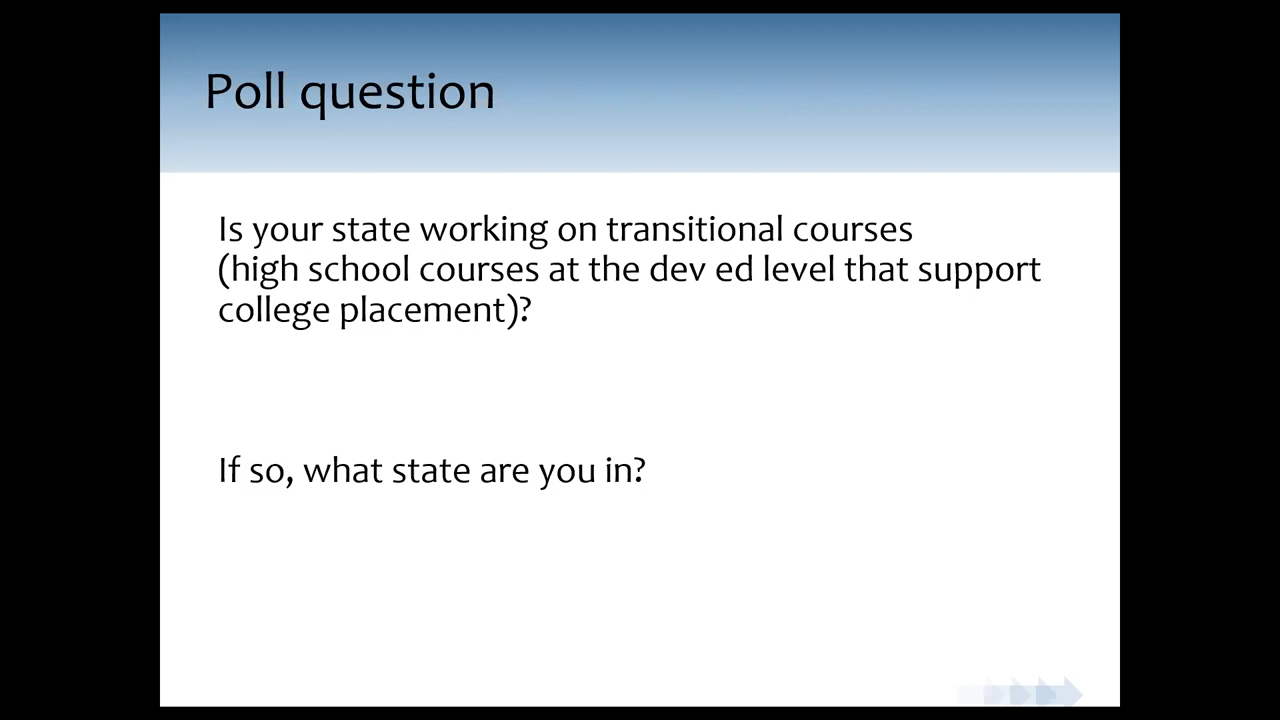 Poll question
Is your state working on transitional courses
(high school courses at the dev ed level that support
college placement)?
If so, what state are you in?